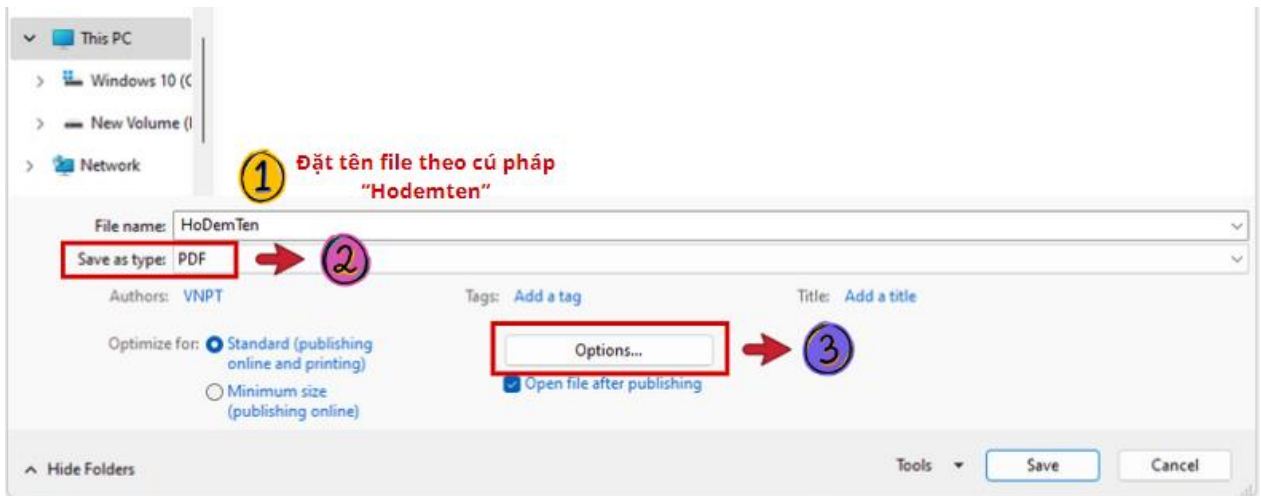 This PC
Windows 10 (C
New Volume (
Network
1 Đặt tên file theo cú pháp
“Hodemten”
File name: HoDemTen
Save as type: PDF 2
Authors: VNPT Tags: Add a tag Title: Add a title
Optimize for: Standard (publishing
online and printing)
Options... 3
Open file after publishing
Minimum size
(publishing online)
Hide Folders Tools Save Cancel